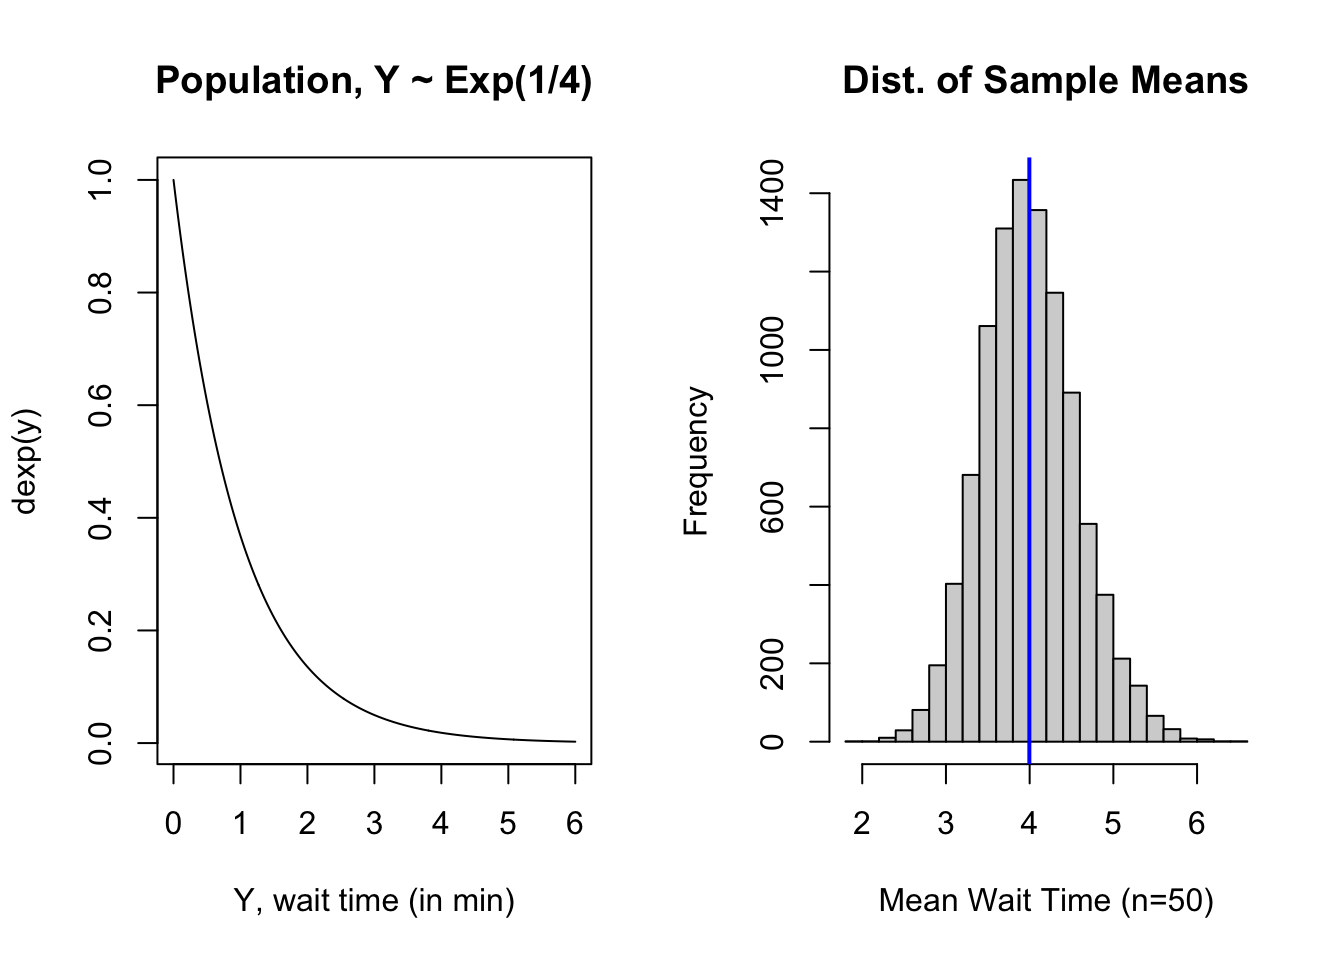 Population, Y ~ Exp(1/4)
dexp(y)
1.0
0.8
0.6
0.4
0.2
0.0
0 1 2 3 4 5 6
Y, wait time (in min)
Dist. of Sample Means
Frequency
1400
1000
600
200
0
2 3 4 5 6
Mean Wait Time (n=50)